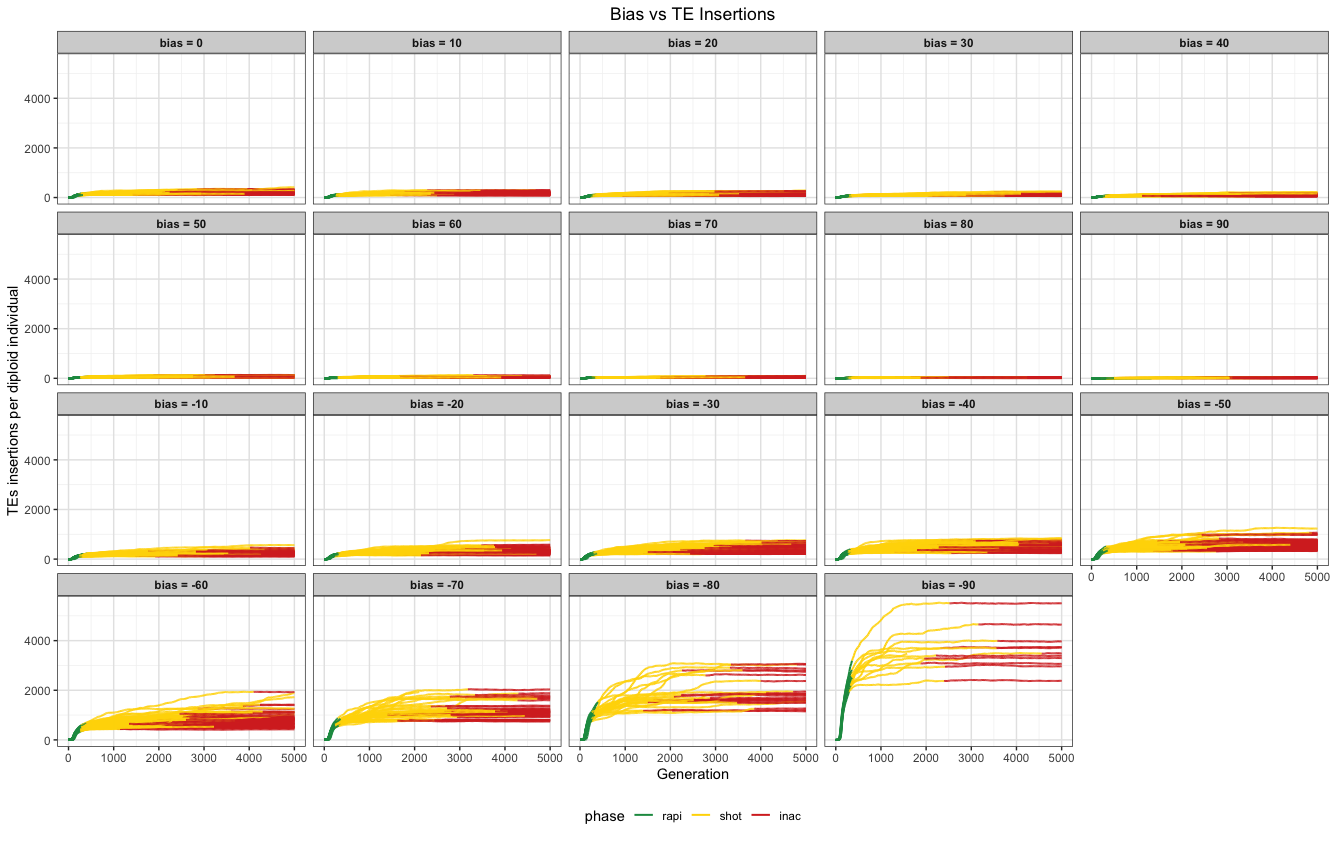 Bias vs TE Insertions
bias = 0
bias = 10
bias = 20
bias = 30
bias = 40
4000
2000
0
bias = 50
bias = 60
bias = 70
bias = 80
bias = 90
4000
2000
0
TEs insertions per diploid individual
bias = -10
bias = -20
bias = -30
bias = -40
bias = -50
4000
2000
0
0 1000 2000 3000 4000 5000
bias = -60
bias = -70
bias = -80
bias = -90
4000
2000
0
0 1000 2000 3000 4000 5000
0 1000 2000 3000 4000 5000
0 1000 2000 3000 4000 5000
0 1000 2000 3000 4000 5000
Generation
phase rapi shot inac